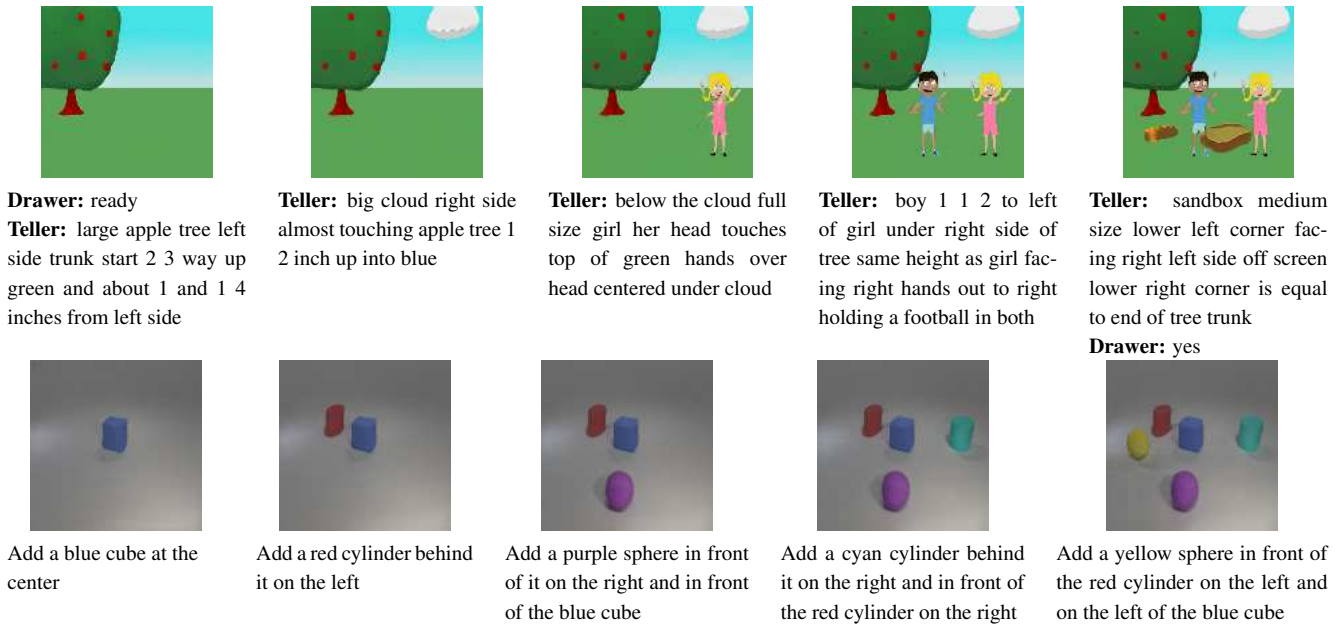 Drawer: ready
Teller: large apple tree left
side trunk start 2 3 way up
green and about 1 and 1 4
inches from left side
Teller: big cloud right side
almost touching apple tree 1
2 inch up into blue
Teller: below the cloud full
size girl her head touches
top of green hands over
head centered under cloud
Teller: boy 1 1 2 to left
of girl under right side of
tree same height as girl fac-
ing right hands out to right
holding a football in both
Teller: sandbox medium
size lower left corner fac-
ing right left side off screen
lower right corner is equal
to end of tree trunk
Drawer: yes
Add a blue cube at the
center
Add a red cylinder behind
it on the left
Add a purple sphere in front
of it on the right and in front
of the blue cube
Add a cyan cylinder behind
it on the right and in front of
the red cylinder on the right
Add a yellow sphere in front of
the red cylinder on the left and
on the left of the blue cube